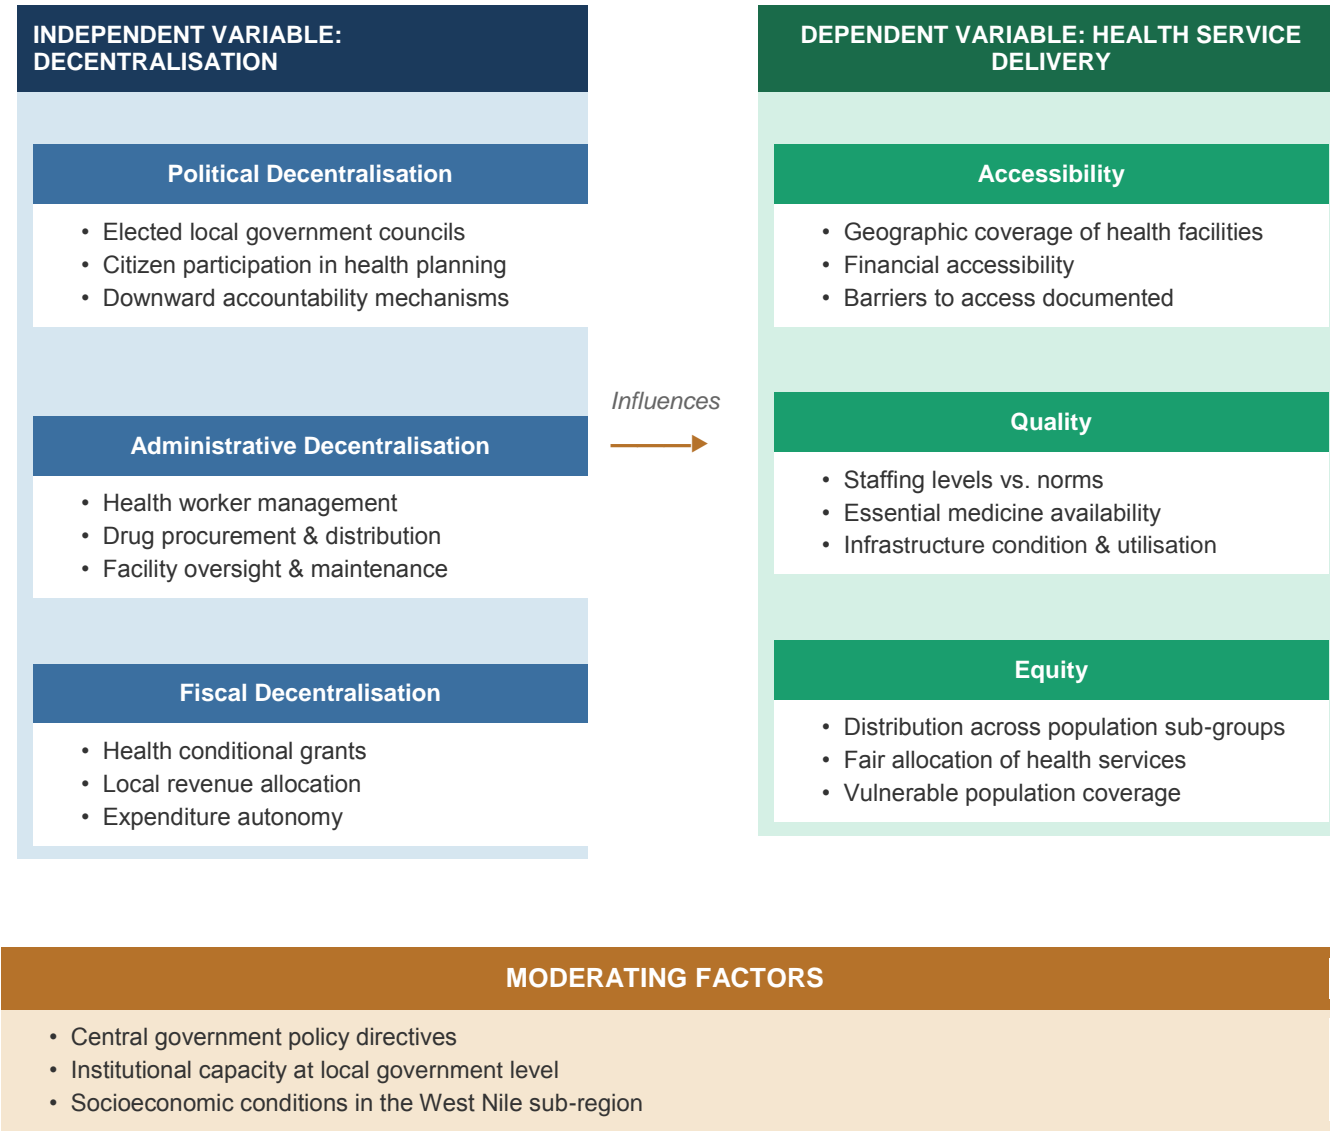 INDEPENDENT VARIABLE:
DECENTRALISATION
Political Decentralisation
• Elected local government councils
• Citizen participation in health planning
• Downward accountability mechanisms
Administrative Decentralisation
• Health worker management
• Drug procurement & distribution
• Facility oversight & maintenance
Fiscal Decentralisation
• Health conditional grants
• Local revenue allocation
• Expenditure autonomy
Influences
DEPENDENT VARIABLE: HEALTH SERVICE
DELIVERY
Accessibility
• Geographic coverage of health facilities
• Financial accessibility
• Barriers to access documented
Quality
• Staffing levels vs. norms
• Essential medicine availability
• Infrastructure condition & utilisation
Equity
• Distribution across population sub-groups
• Fair allocation of health services
• Vulnerable population coverage
MODERATING FACTORS
• Central government policy directives
• Institutional capacity at local government level
• Socioeconomic conditions in the West Nile sub-region